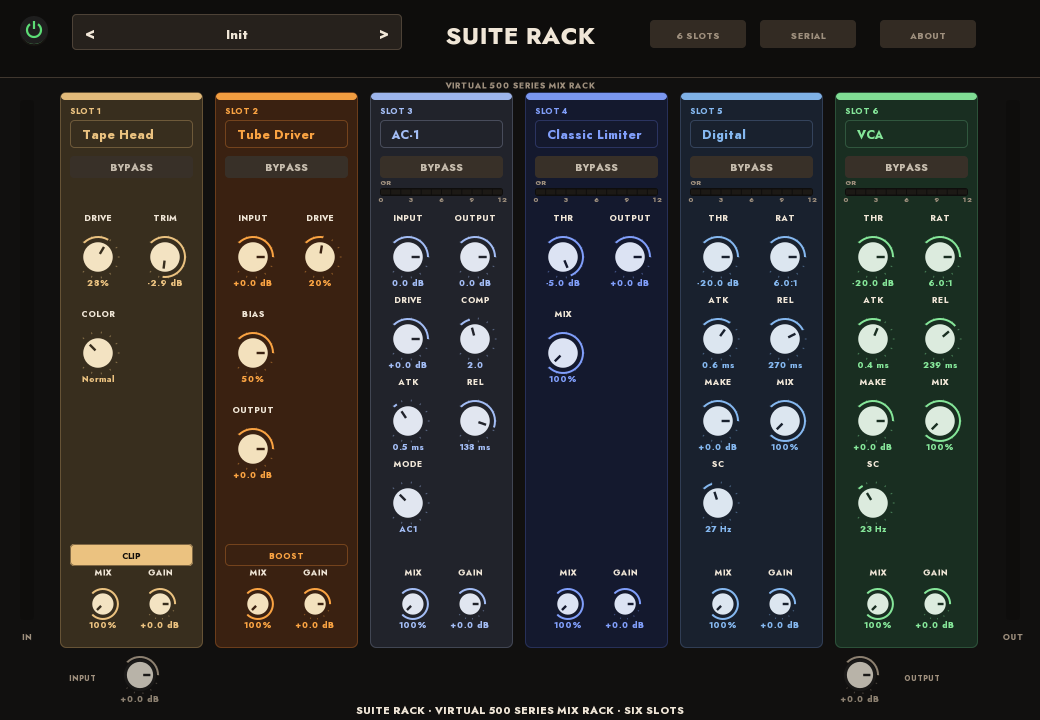 < Init >
SUITE RACK
6 SLOTS
SERIAL
ABOUT
VIRTUAL 500 SERIES MIX RACK
SLOT 1
Tape Head
BYPASS
DRIVE TRIM
28% -2.9 dB
COLOR
Normal
CLIP
MIX GAIN
100% +0.0 dB
SLOT 2
Tube Driver
BYPASS
INPUT DRIVE
+0.0 dB 20%
BIAS
50%
OUTPUT
+0.0 dB
BOOST
MIX GAIN
100% +0.0 dB
SLOT 3
AC-1
BYPASS
GR
0 3 6 9 12
INPUT OUTPUT
0.0 dB 0.0 dB
DRIVE COMP
+0.0 dB 2.0
ATK REL
0.5 ms 138 ms
MODE
AC1
MIX GAIN
100% +0.0 dB
SLOT 4
Classic Limiter
BYPASS
GR
0 3 6 9 12
THR OUTPUT
-5.0 dB +0.0 dB
MIX
100%
MIX GAIN
100% +0.0 dB
SLOT 5
Digital
BYPASS
GR
0 3 6 9 12
THR RAT
-20.0 dB 6.0:1
ATK REL
0.6 ms 270 ms
MAKE MIX
+0.0 dB 100%
SC
27 Hz
MIX GAIN
100% +0.0 dB
SLOT 6
VCA
BYPASS
GR
0 3 6 9 12
THR RAT
-20.0 dB 6.0:1
ATK REL
0.4 ms 239 ms
MAKE MIX
+0.0 dB 100%
SC
23 Hz
MIX GAIN
100% +0.0 dB
IN
OUT
INPUT
+0.0 dB
+0.0 dB
OUTPUT
SUITE RACK · VIRTUAL 500 SERIES MIX RACK · SIX SLOTS